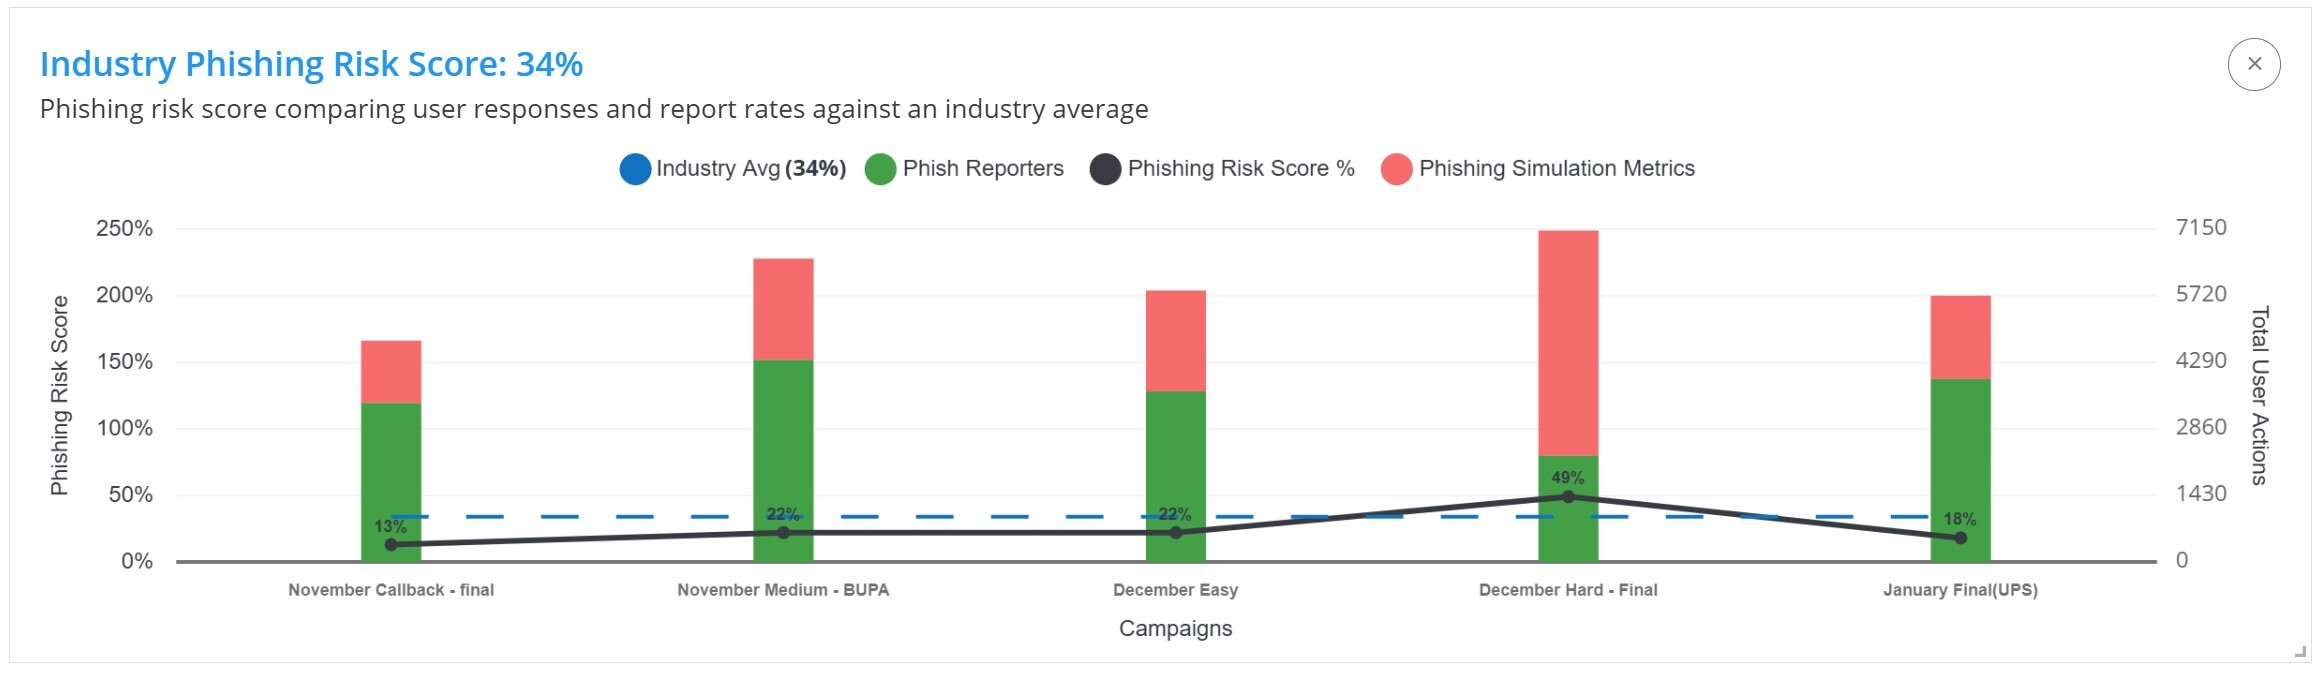 Industry Phishing Risk Score: 34%
×
Phishing risk score comparing user responses and report rates against an industry average
Industry Avg (34%) Phish Reporters Phishing Risk Score % Phishing Simulation Metrics
Phishing Risk Score
250%
200%
150%
100%
50%
0%
7150
5720
4290
2860
1430
0
Total User Actions
13%
22%
22%
49%
18%
November Callback - final
November Medium - BUPA
December Easy
December Hard - Final
January Final(UPS)
Campaigns